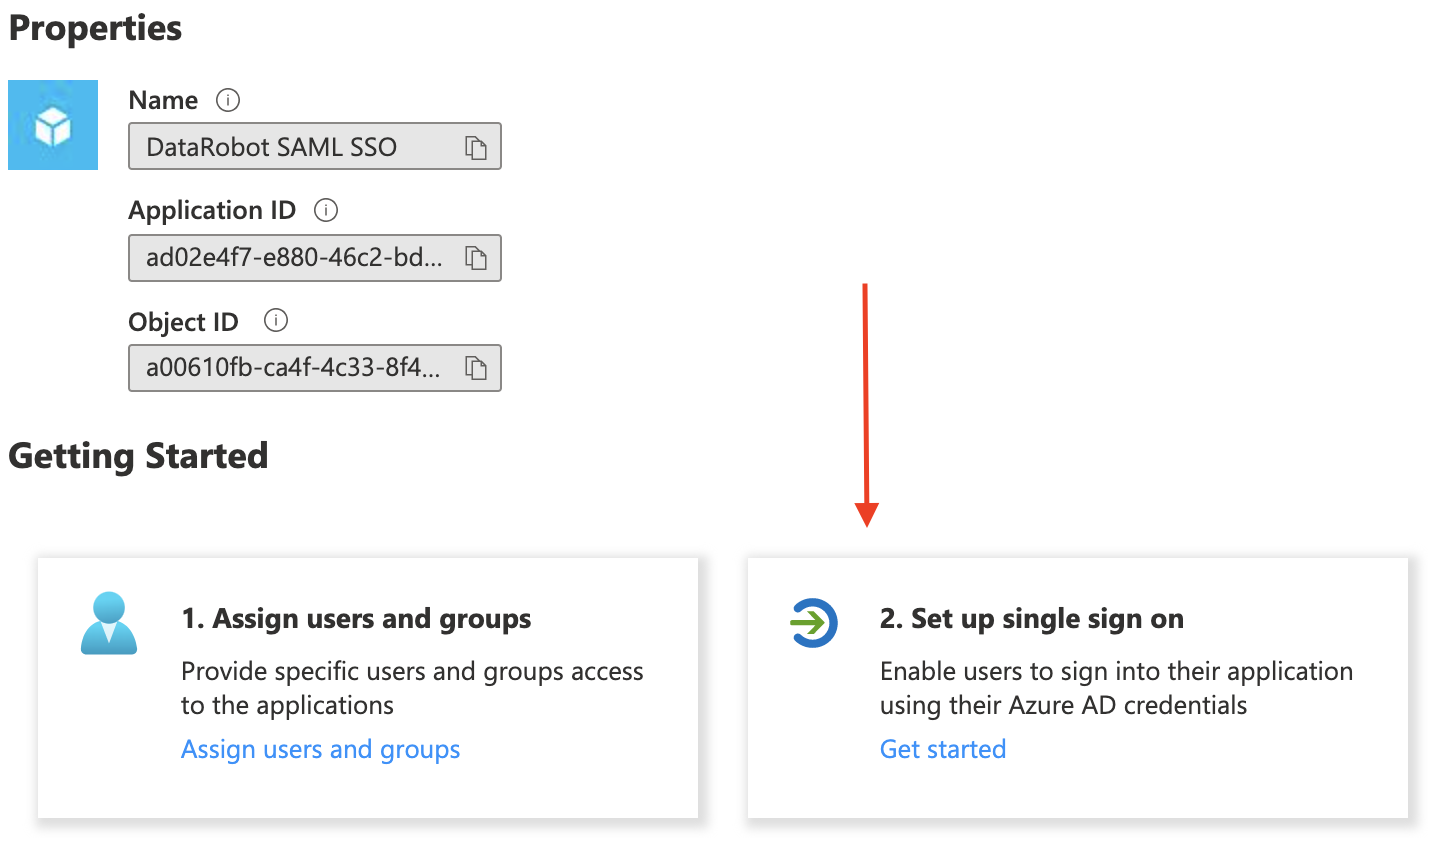 Properties
Name
DataRobot SAML SSO
Application ID
ad02e4f7-e880-46c2-bd...
Object ID
a00610fb-ca4f-4c33-8f4...
Getting Started
1. Assign users and groups
Provide specific users and groups access
to the applications
Assign users and groups
2. Set up single sign on
Enable users to sign into their application
using their Azure AD credentials
Get started